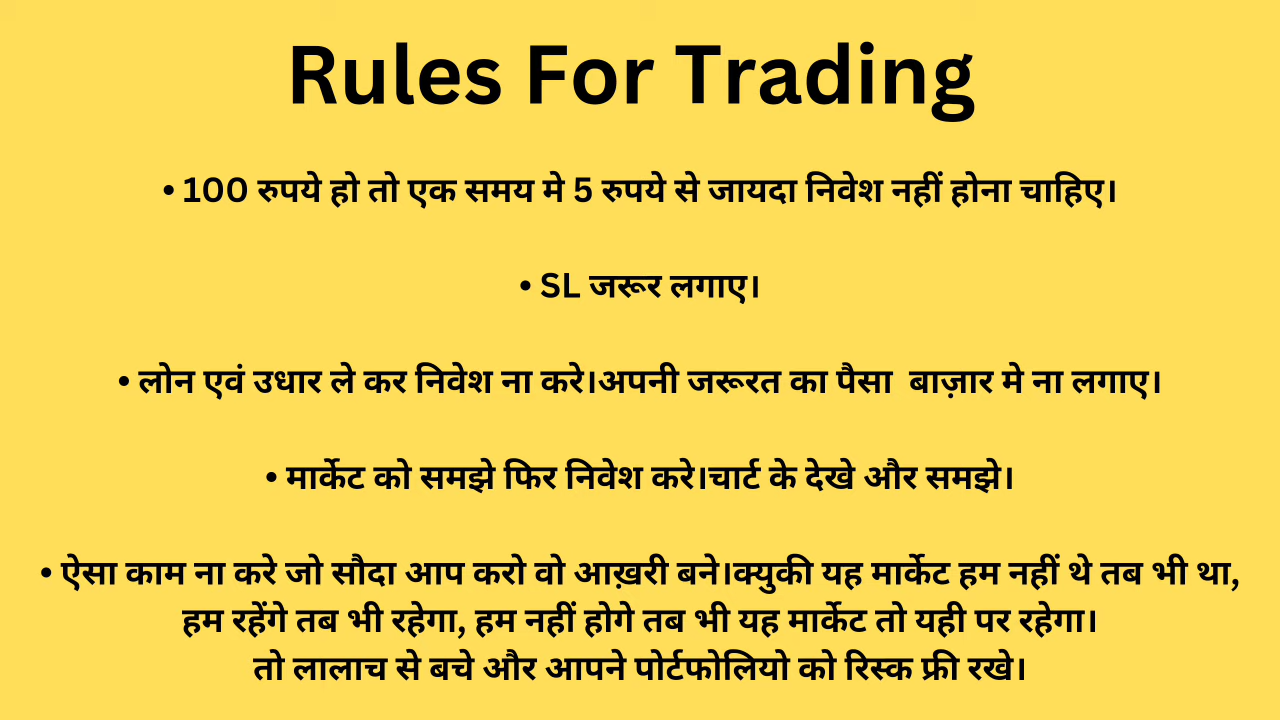 Rules For Trading
• 100 रुपये हो तो एक समय मे 5 रुपये से जायदा निवेश नहीं होना चाहिए।
• SL जरूर लगाए।
• लोन एवं उधार ले कर निवेश ना करे।अपनी जरूरत का पैसा  बाज़ार मे ना लगाए।
• मार्केट को समझे फिर निवेश करे।चार्ट के देखे और समझे।
• ऐसा काम ना करे जो सौदा आप करो वो आख़री बने।क्युकी यह मार्केट हम नहीं थे तब भी था,
हम रहेंगे तब भी रहेगा, हम नहीं होगे तब भी यह मार्केट तो यही पर रहेगा।
तो लालाच से बचे और आपने पोर्टफोलियो को रिस्क फ्री रखे।